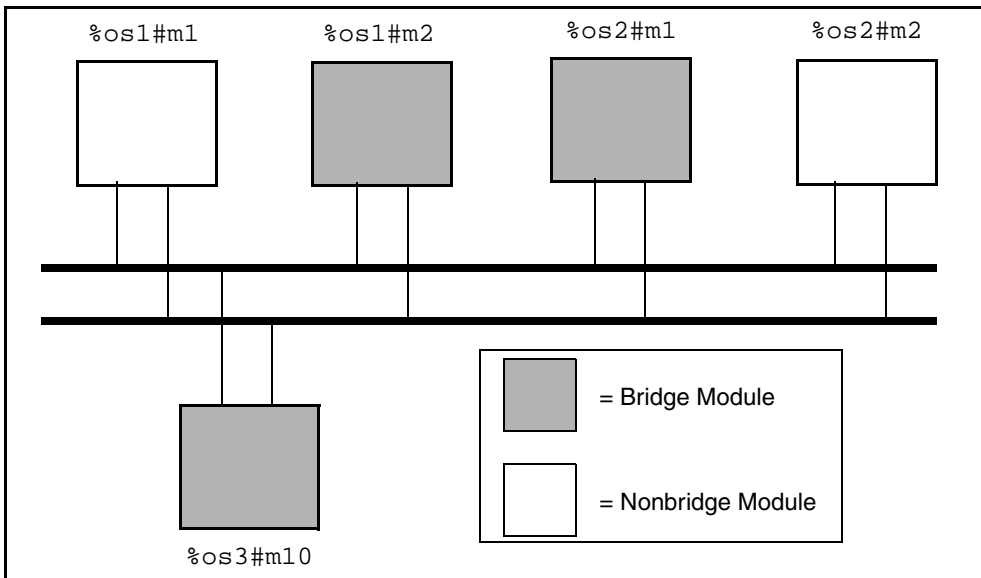 %os1#m1
%os1#m2
%os2#m1
%os2#m2
= Bridge Module
= Nonbridge Module
%os3#m10